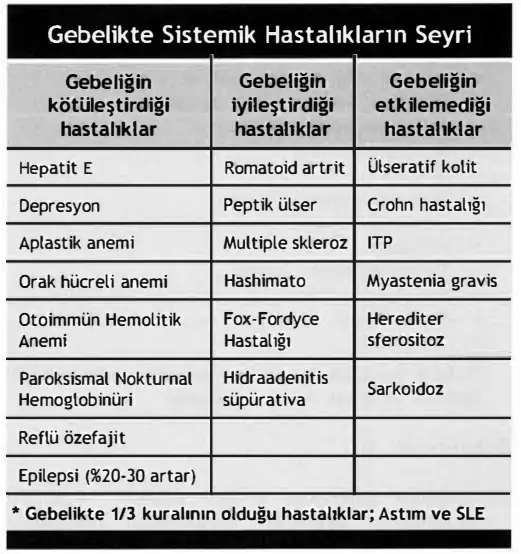 Gebelikte Sistemik Hastalıkların Seyri
Gebeliğin kötüleştirdiği hastalıklar
Gebeliğin iyileştirdiği hastalıklar
Gebeliğin etkilemediği hastalıklar
Hepatit E
Romatoid artrit
Ülseratif kolit
Depresyon
Peptik ülser
Crohn hastalığı
Aplastik anemi
Multiple skleroz
ITP
Orak hücreli anemi
Hashimato
Myastenia gravis
Otoimmün Hemolitik Anemi
Fox-Fordyce Hastalığı
Herediter sferositoz
Paroksismal Nokturnal Hemoglobinüri
Hidraadenitis süpürativa
Sarkoidoz
Reflü özefajit
Epilepsi (%20-30 artar)
* Gebelikte 1/3 kuralının olduğu hastalıklar; Astım ve SLE